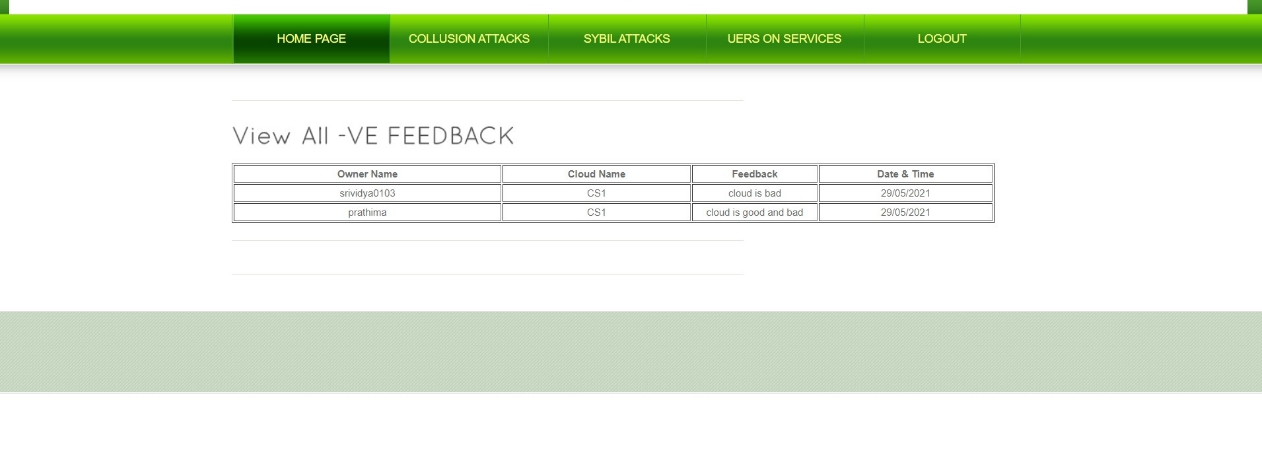 HOME PAGE COLLUSION ATTACKS SYBIL ATTACKS UERS ON SERVICES LOGOUT
View All -VE FEEDBACK
Owner Name Cloud Name Feedback Date & Time
srividya0103 CS1 cloud is bad 29/05/2021
prathima CS1 cloud is good and bad 29/05/2021